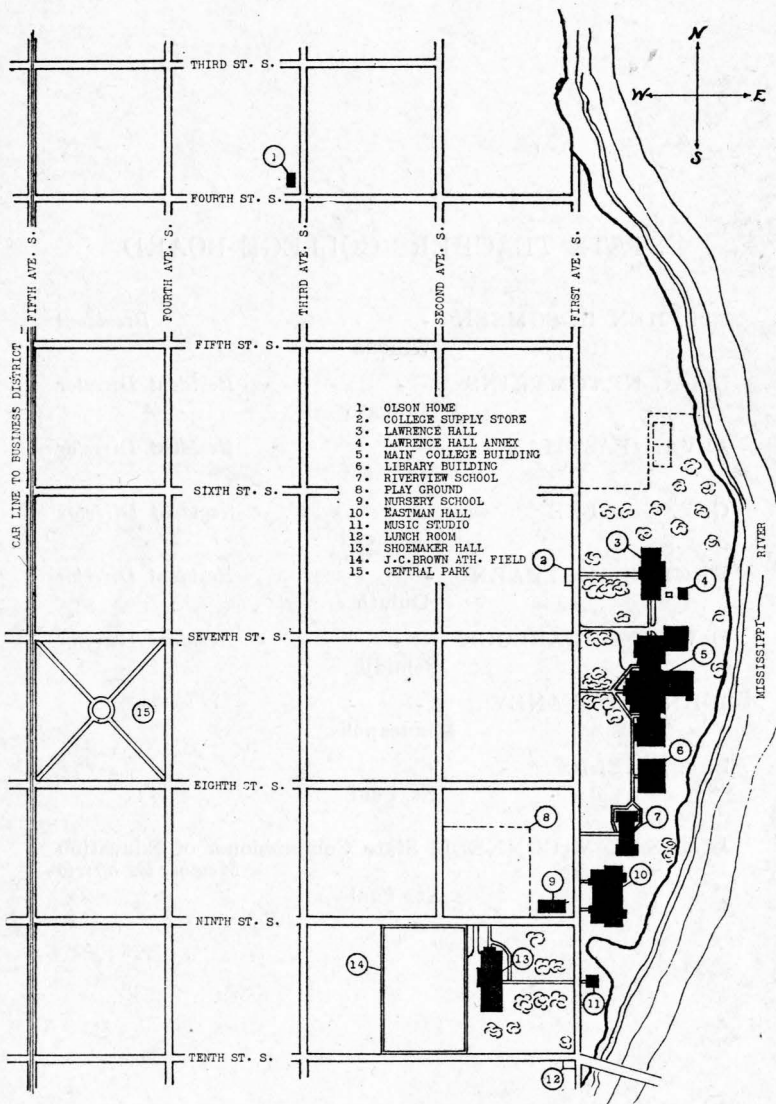 N
W E
S
THIRD ST. S.
1
FOURTH ST. S.
FIFTH AVE. S.
FOURTH AVE. S.
THIRD AVE. S.
SECOND AVE. S.
FIRST AVE. S.
FIFTH ST. S.
CAR LINE TO BUSINESS DISTRICT
1. OLSON HOME
2. COLLEGE SUPPLY STORE
3. LAWRENCE HALL
4. LAWRENCE HALL ANNEX
5 MAIN COLLEGE BUILDING
6. LIBRARY BUILDING
7. RIVERVIEW SCHOOL
8. PLAY GROUND
9. NURSERY SCHOOL
10. EASTMAN HALL
11. MUSIC STUDIO
12. LUNCH ROOM
13. SHOEMAKER HALL
14. J.C.BROWN ATH. FIELD
15. CENTRAL PARK
SIXTH ST. S.
3
2
4
SEVENTH ST. S.
5
MISSISSIPPI RIVER
15
6
EIGHTH ST. S.
8
7
9
10
NINTH ST. S.
14
13
11
TENTH ST. S.
12